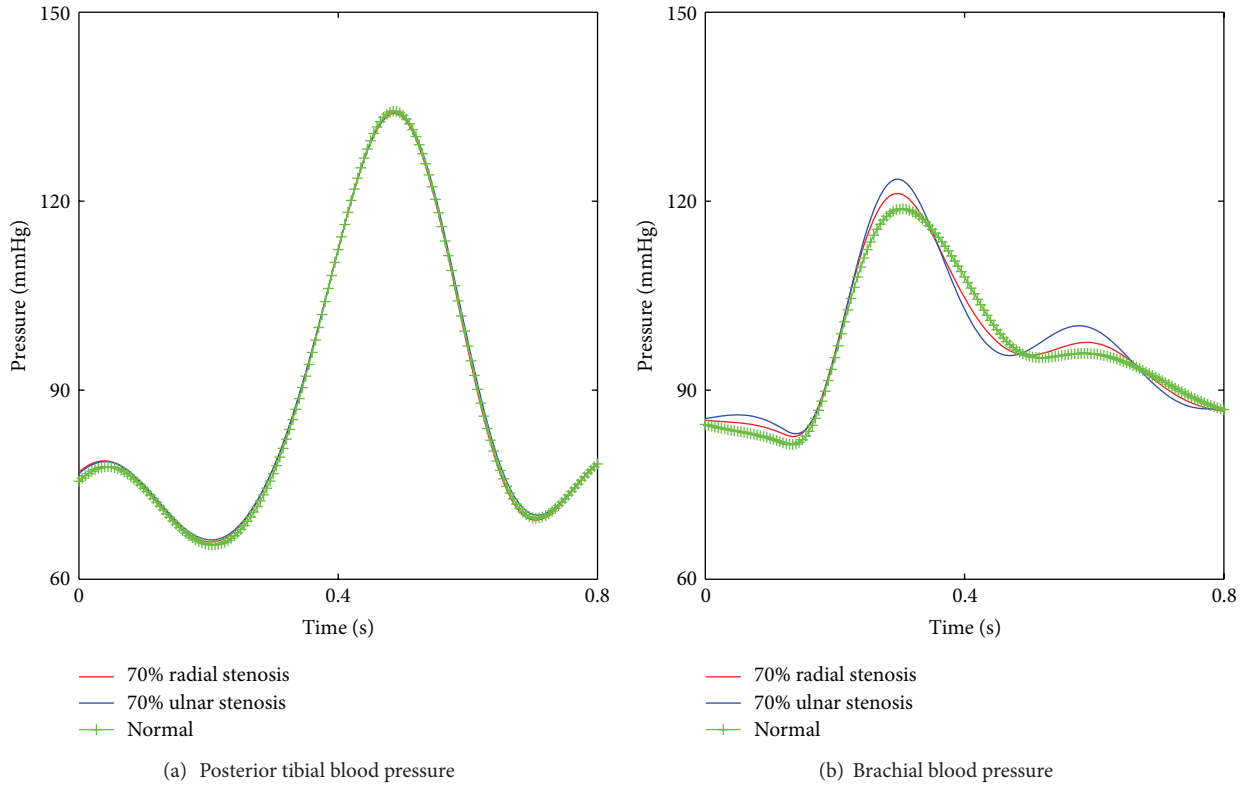 150
120
90
60
Pressure (mmHg)
0
0.4
0.8
Time (s)
70% radial stenosis
70% ulnar stenosis
Normal
(a) Posterior tibial blood pressure
150
120
90
60
Pressure (mmHg)
0
0.4
0.8
Time (s)
70% radial stenosis
70% ulnar stenosis
Normal
(b) Brachial blood pressure